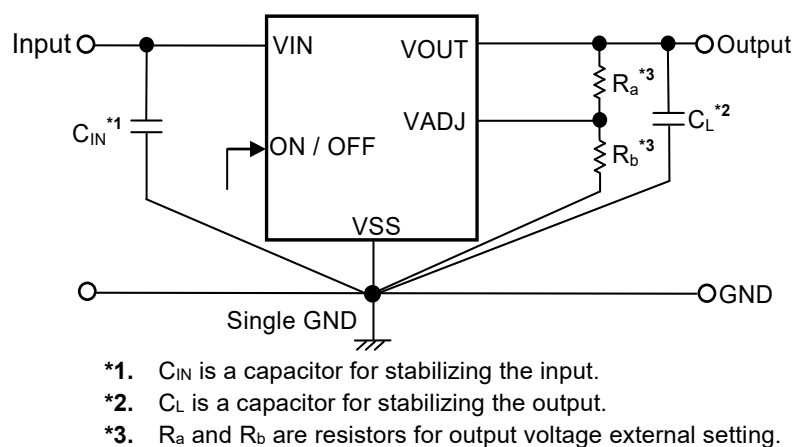 Input
VIN
VOUT
Output
Ra*3
CIN*1
VADJ
CL*2
ON / OFF
Rb*3
VSS
GND
Single GND
*1. CIN is a capacitor for stabilizing the input.
*2. CL is a capacitor for stabilizing the output.
*3. Ra and Rb are resistors for output voltage external setting.